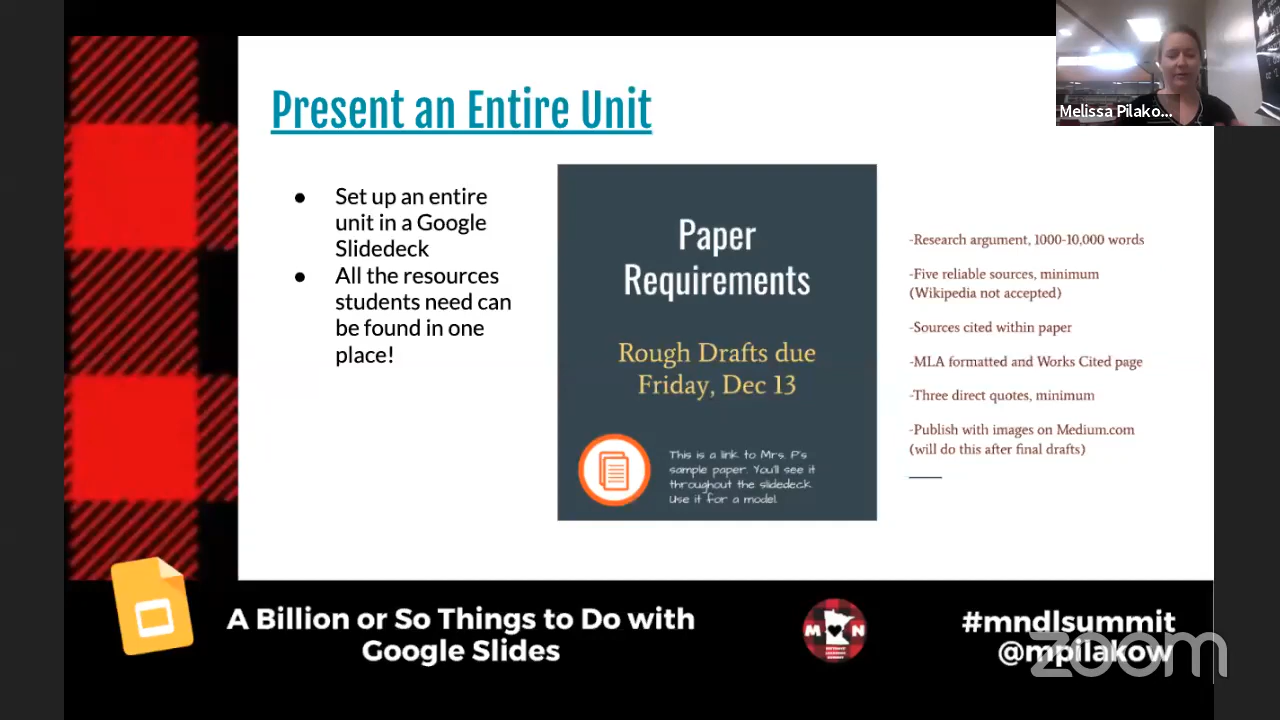 Present an Entire Unit
Melissa Pilako...
● Set up an entire
unit in a Google
Slidedeck
● All the resources
students need can
be found in one
place!
Paper
Requirements
Rough Drafts due
Friday, Dec 13
This is a link to Mrs. P's
sample paper. You'll see it
throughout the slidedeck.
Use it for a model.
-Research argument, 1000-10,000 words
-Five reliable sources, minimum
(Wikipedia not accepted)
-Sources cited within paper
-MLA formatted and Works Cited page
-Three direct quotes, minimum
-Publish with images on Medium.com
(will do this after final drafts)
A Billion or So Things to Do with
Google Slides
M N
#mndlsummit
@mpilakow
zoom